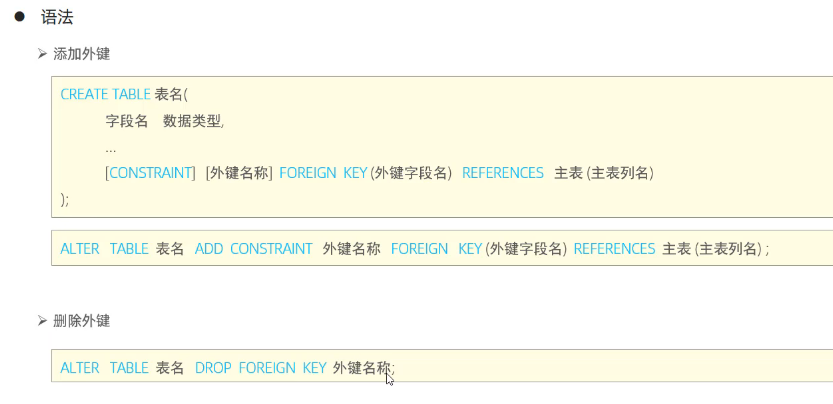 语法
添加外键
CREATE TABLE 表名(
字段名 数据类型,
...
[CONSTRAINT] [外键名称] FOREIGN KEY(外键字段名) REFERENCES 主表(主表列名)
);
ALTER TABLE 表名 ADD CONSTRAINT 外键名称 FOREIGN KEY(外键字段名) REFERENCES 主表(主表列名) ;
删除外键
ALTER TABLE 表名 DROP FOREIGN KEY 外键名称;